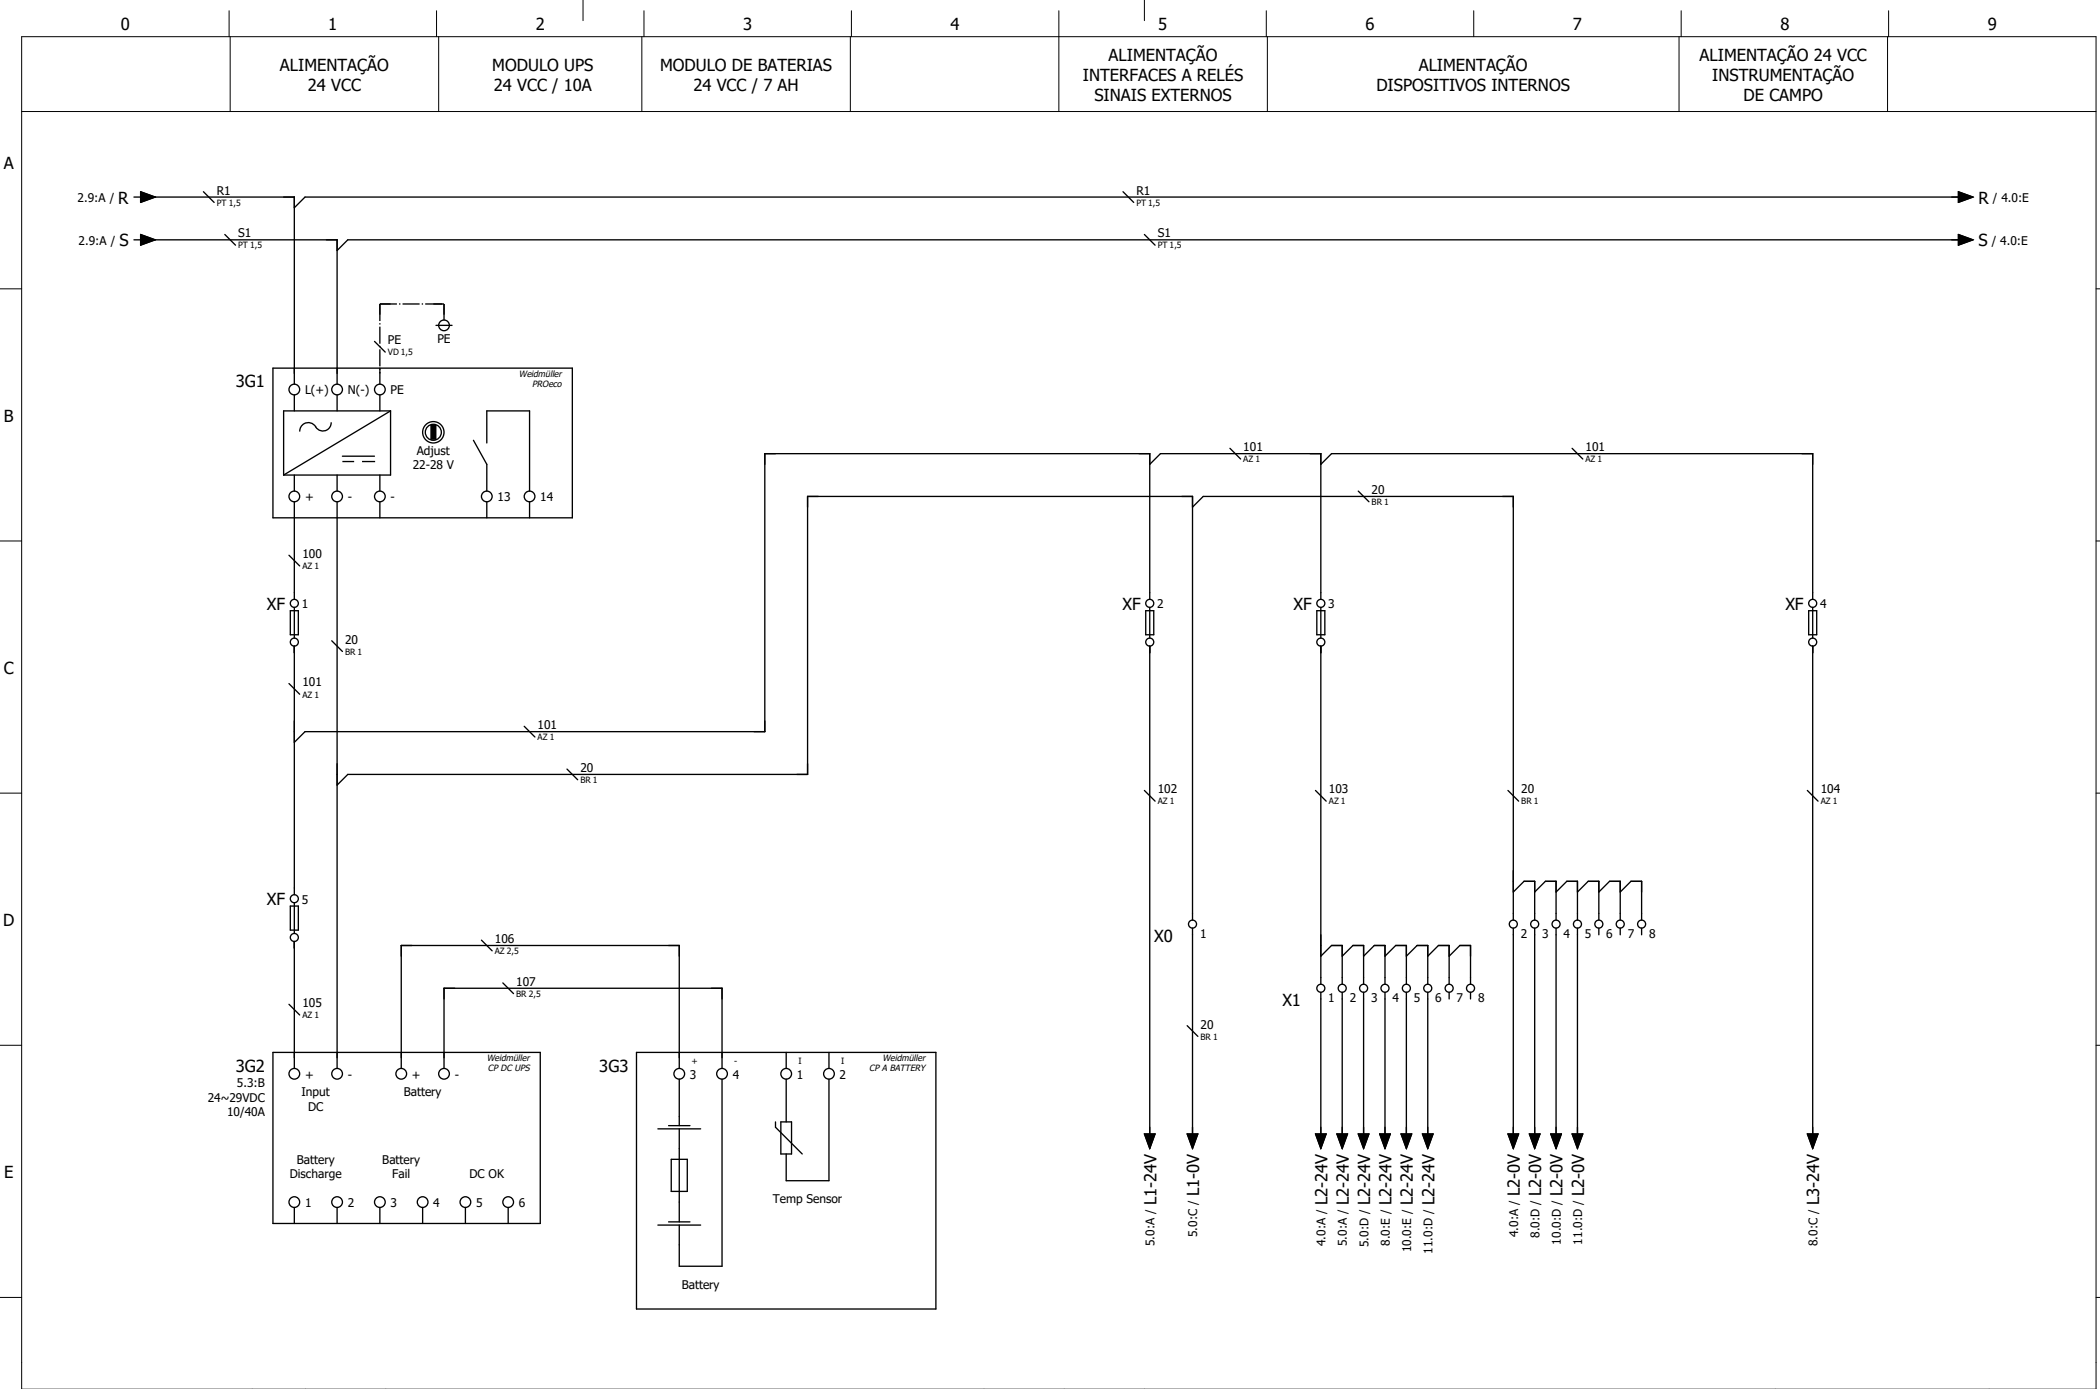 0 1 2 3 4 5 6 7 8 9
ALIMENTAÇÃO
24 VCC
MODULO UPS
24 VCC / 10A
MODULO DE BATERIAS
24 VCC / 7 AH
ALIMENTAÇÃO
INTERFACES A RELÉS
SINAIS EXTERNOS
ALIMENTAÇÃO
DISPOSITIVOS INTERNOS
ALIMENTAÇÃO 24 VCC
INSTRUMENTAÇÃO
DE CAMPO
A
2.9:A / R
R1
PT 1,5
R1
PT 1,5
R / 4.0:E
2.9:A / S
S1
PT 1,5
S1
PT 1,5
S / 4.0:E
PE
VD 1,5
PE
B
3G1
Weidmüller
PROeco
L(+) N(-) PE
Adjust
22-28 V
+ - - 13 14
101
AZ 1
101
AZ 1
20
BR 1
C
100
AZ 1
XF 1
20
BR 1
101
AZ 1
101
AZ 1
20
BR 1
XF 2
XF 3
XF 4
102
AZ 1
103
AZ 1
20
BR 1
104
AZ 1
D
XF 5
106
AZ 2,5
107
BR 2,5
105
AZ 1
X0 1
2 3 4 5 6 7 8
X1 1 2 3 4 5 6 7 8
20
BR 1
E
3G2
5.3:B
24~29VDC
10/40A
Weidmüller
CP DC UPS
+ - + -
Input
DC
Battery
Battery
Discharge
Battery
Fail
DC OK
1 2 3 4 5 6
3G3
Weidmüller
CP A BATTERY
+ - I I
3 4 1 2
Temp Sensor
Battery
5.0:A / L1-24V
5.0:C / L1-0V
4.0:A / L2-24V
5.0:A / L2-24V
5.0:D / L2-24V
8.0:E / L2-24V
10.0:E / L2-24V
11.0:D / L2-24V
4.0:A / L2-0V
8.0:D / L2-0V
10.0:D / L2-0V
11.0:D / L2-0V
8.0:C / L3-24V